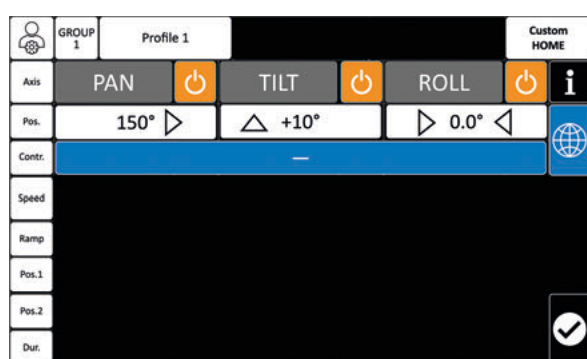 GROUP
1
Profile 1
Custom
HOME
Axis
PAN
TILT
ROLL
i
Pos.
150°
+10°
0.0°
Contr.
–
Speed
Ramp
Pos.1
Pos.2
Dur.